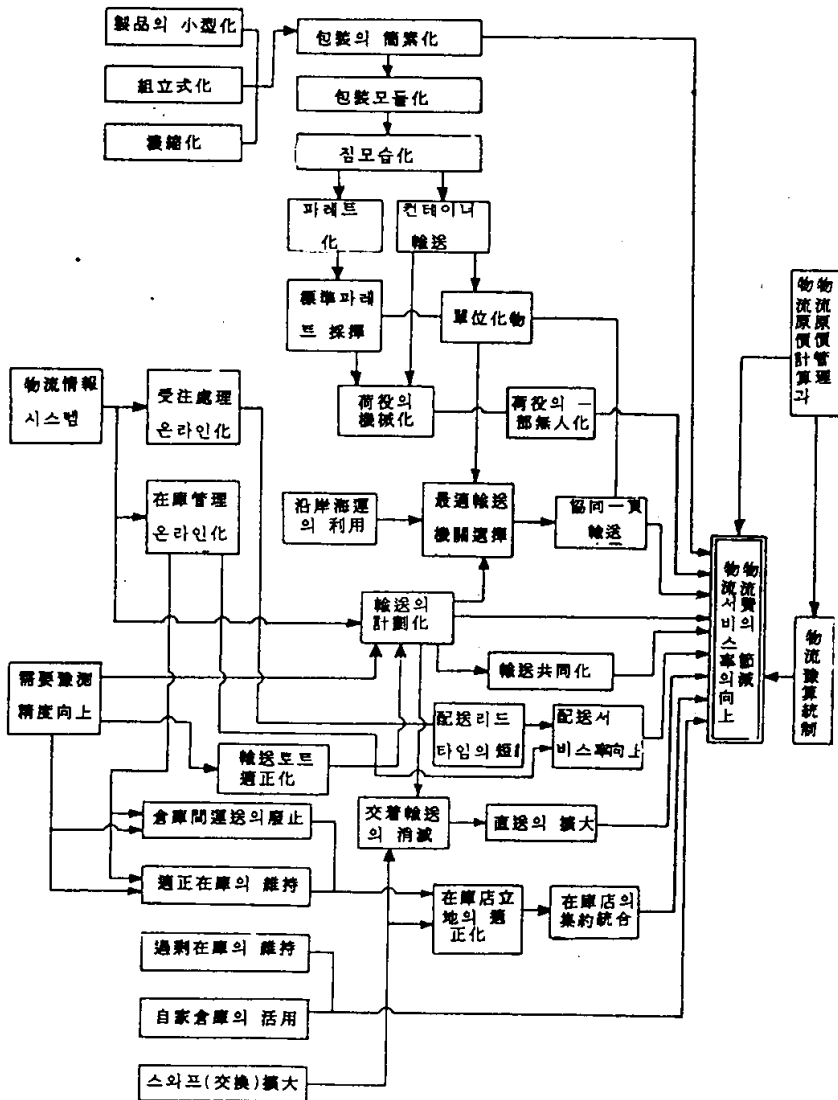 製品의 小型化
包裝의 簡素化
組立式化
包裝모듈化
濃縮化
짐모습化
파레트
化
컨테이너
輸送
標準파레
트 採擇
單位化物
物流原價計算과
物流原價管理
物流情報
시스템
受注處理
온라인化
荷役의
機械化
荷役의 一
部無人化
在庫管理
온라인化
沿岸海運
의 利用
最適輸送
機關選擇
協同一貫
輸送
物流費의 節減
物流서비스率의向上
輸送의
計劃化
物流豫算統制
需要豫測
精度向上
輸送共同化
配送리드
타임의
配送서
비스率向上
輸送로트
適正化
倉庫間運送의廢止
交着輸送
의 消滅
直送의 擴大
適正在庫의 維持
在庫店立
地의 適
正化
在庫店의
集約統合
過剩在庫의 維持
自家倉庫의 活用
스와프(交換)擴大